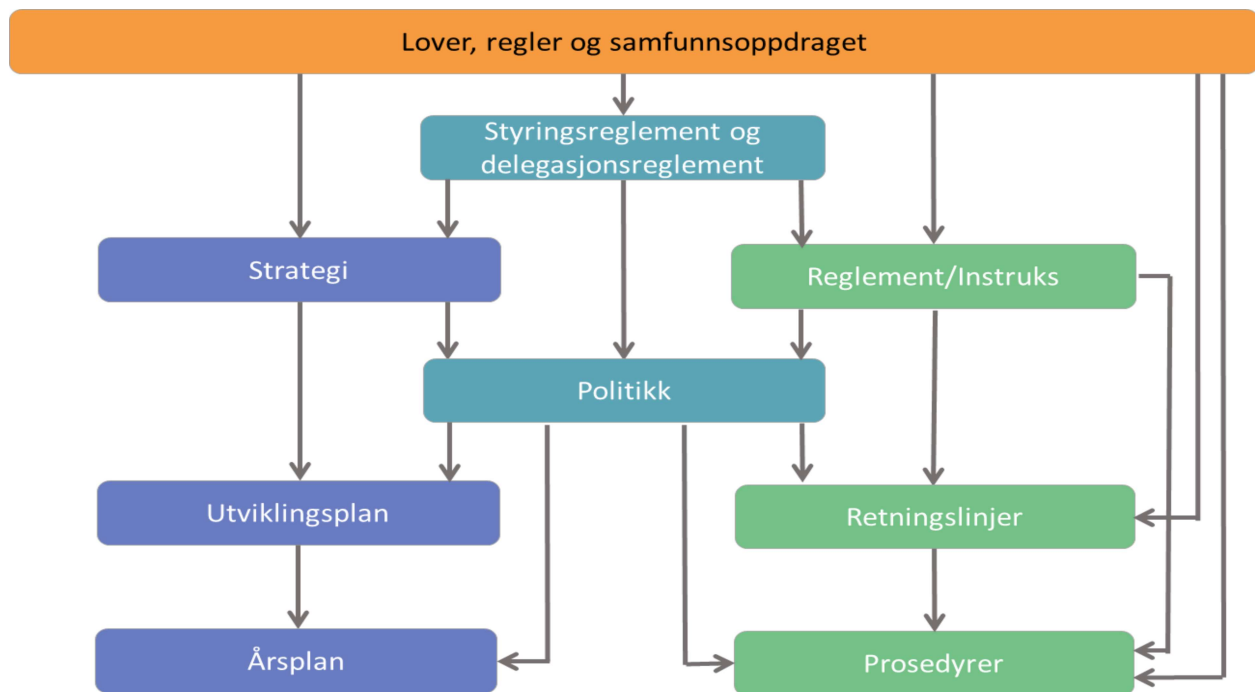 Lover, regler og samfunnsoppdraget
Styringsreglement og
delegasjonsreglement
Strategi
Reglement/Instruks
Politikk
Utviklingsplan
Retningslinjer
Årsplan
Prosedyrer